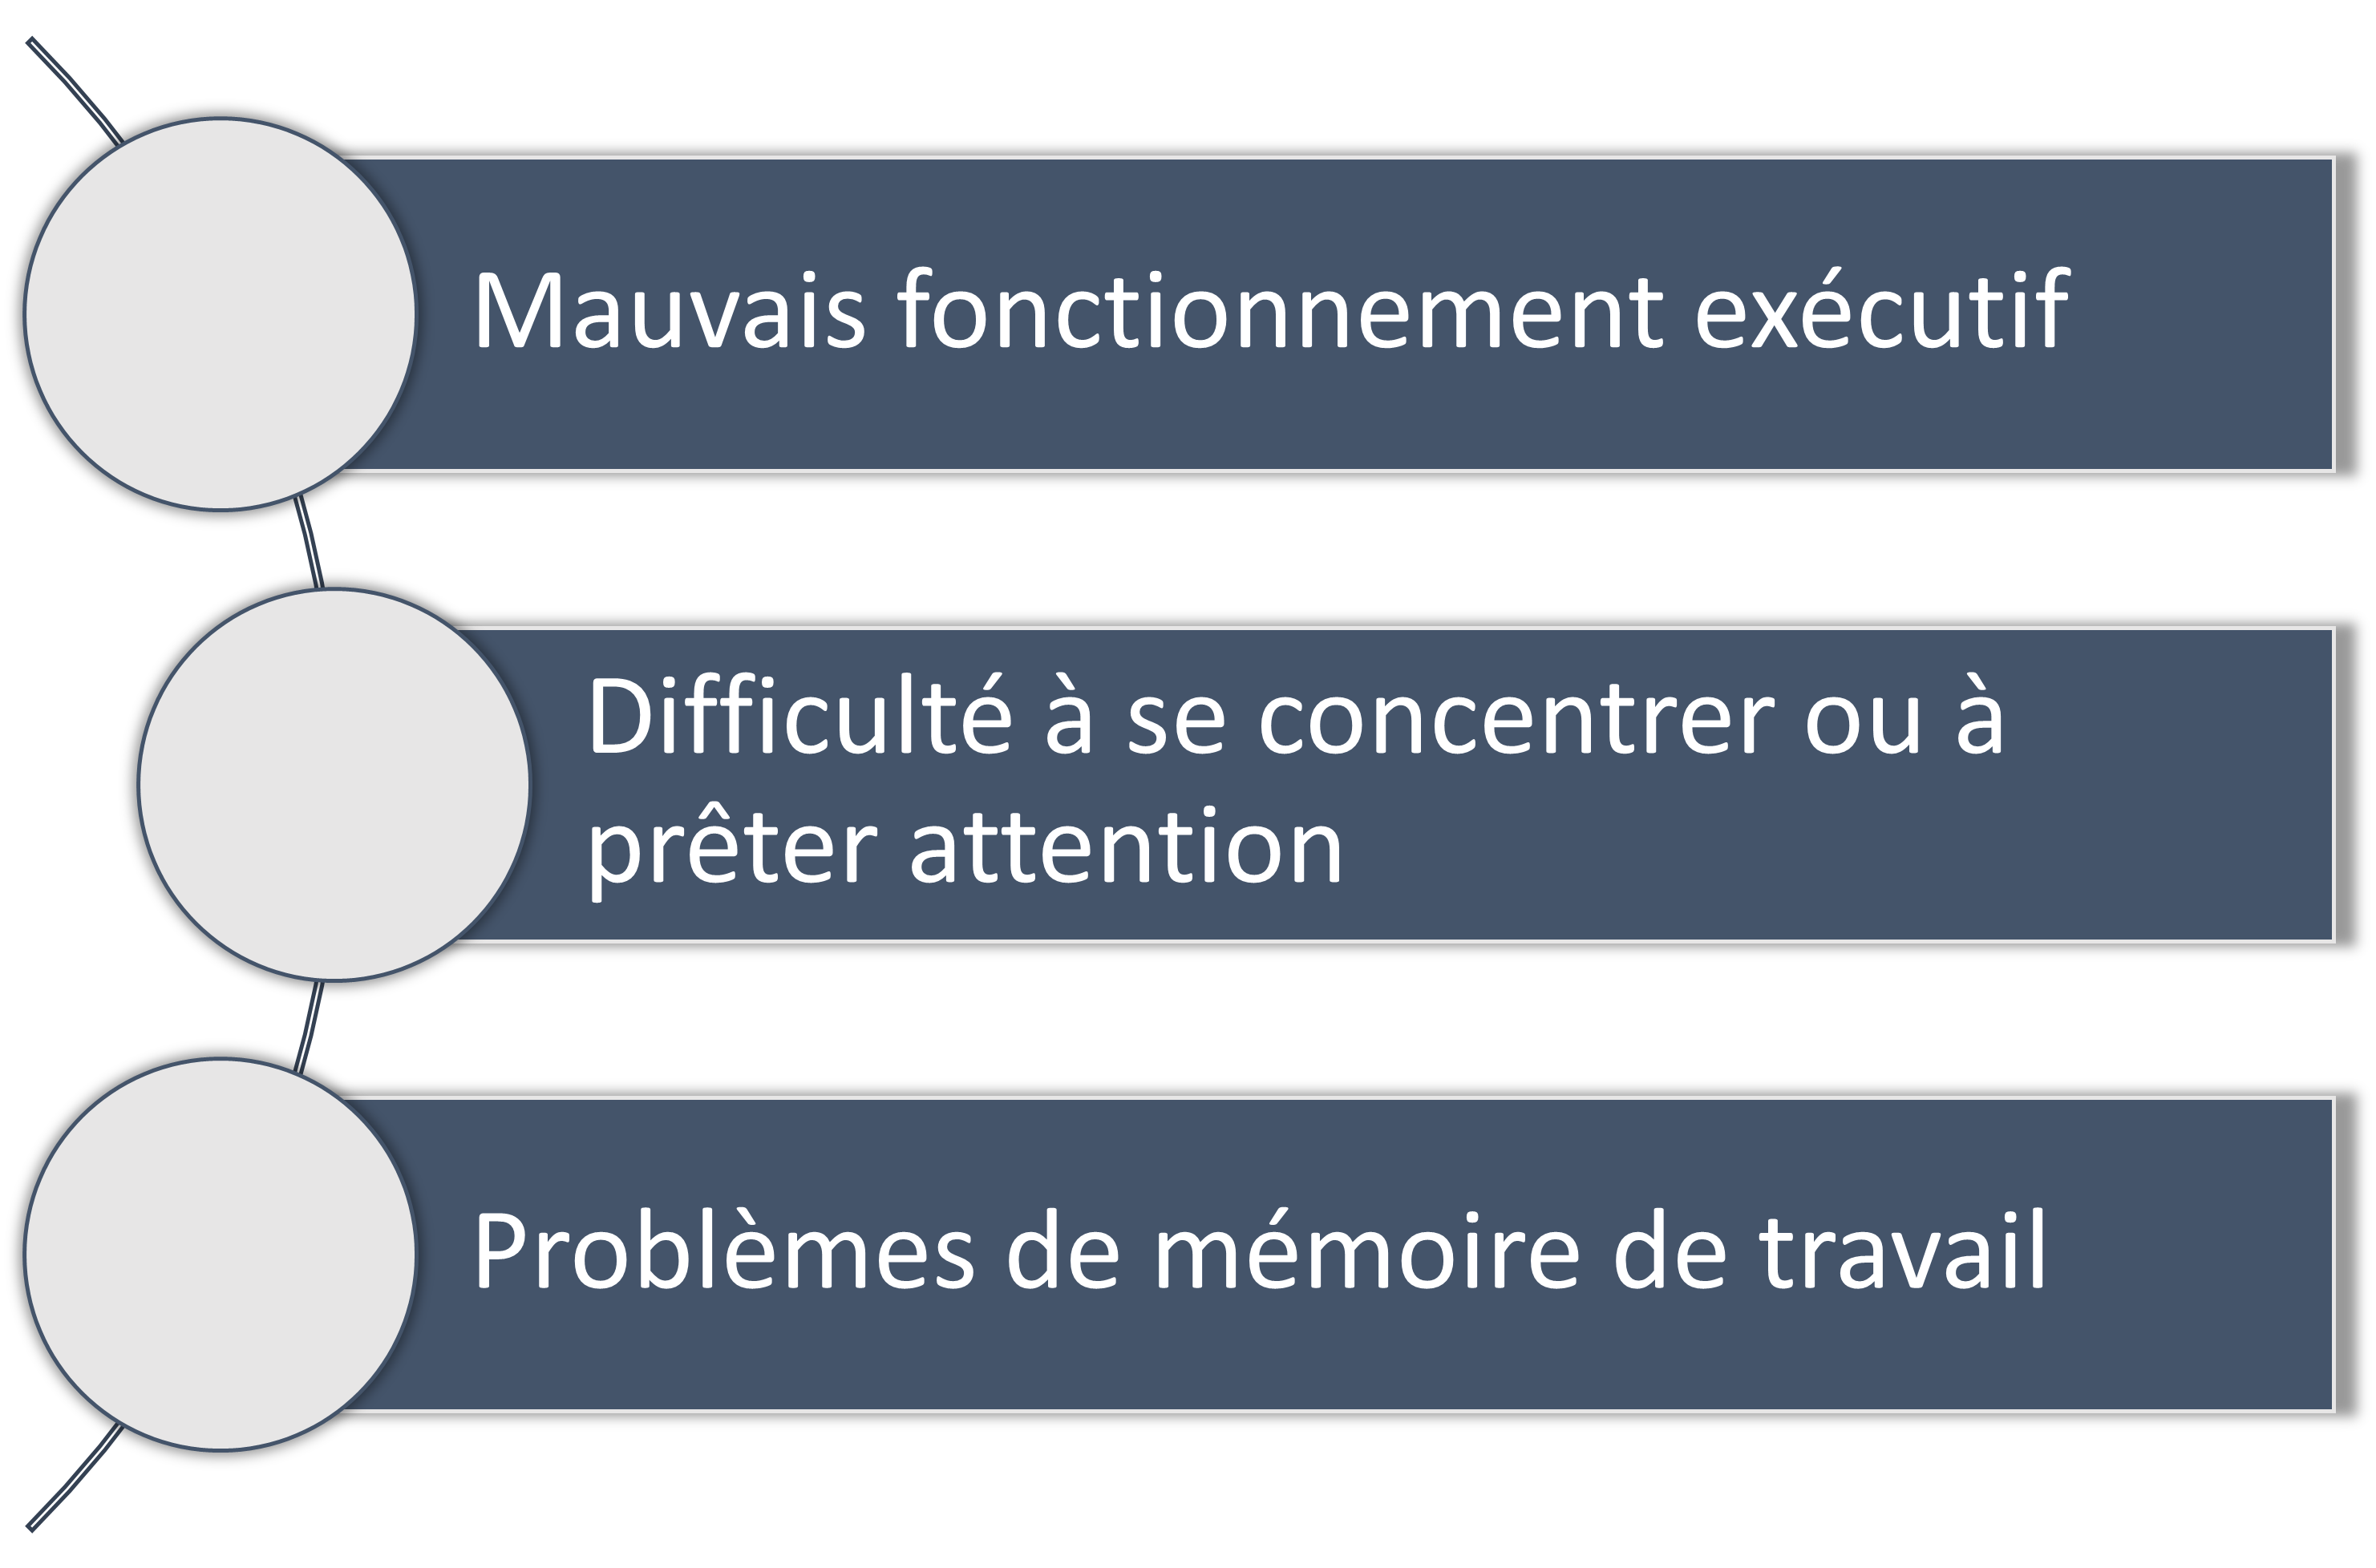 Mauvais fonctionnement exécutif
Difficulté à se concentrer ou à
prêter attention
Problèmes de mémoire de travail